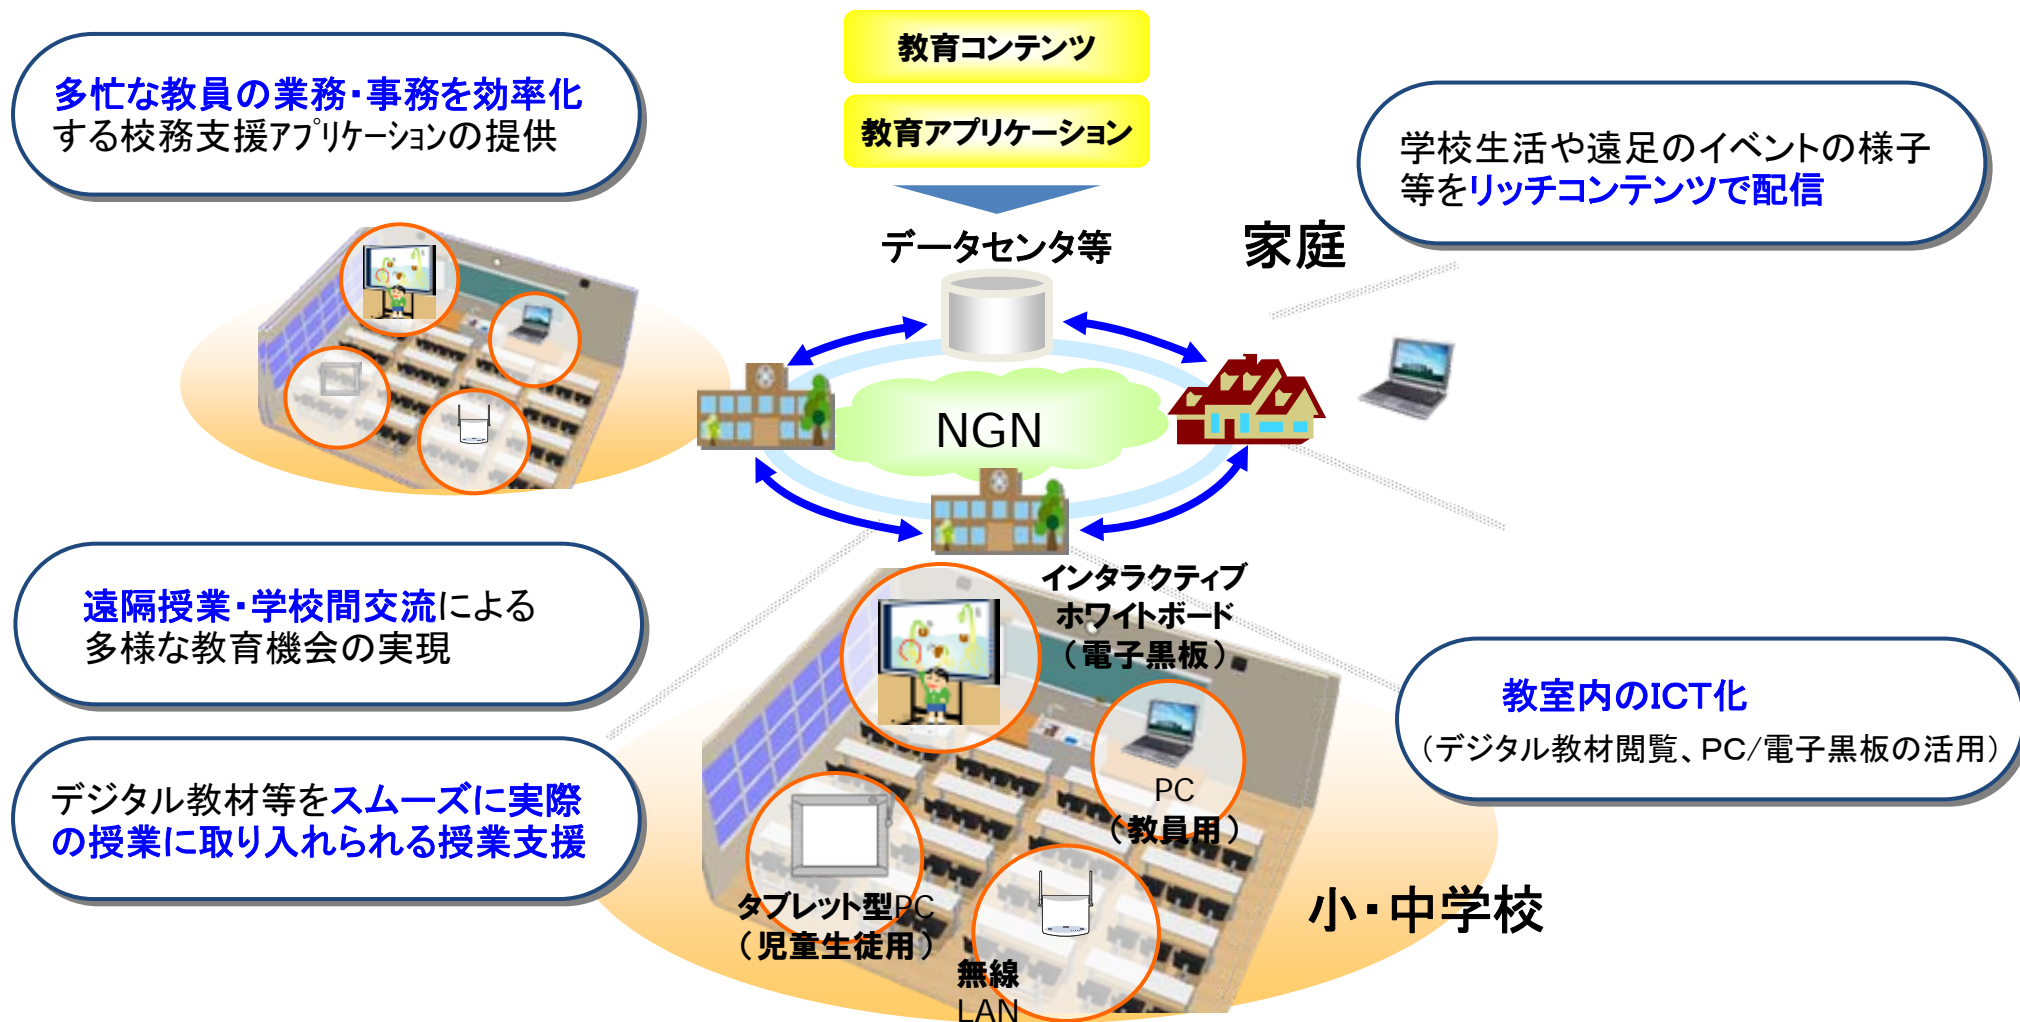 教育コンテンツ
教育アプリケーション
多忙な教員の業務・事務を効率化
する校務支援アプリケーションの提供
学校生活や遠足のイベントの様子
等をリッチコンテンツで配信
データセンタ等
家庭
NGN
遠隔授業・学校間交流による
多様な教育機会の実現
インタラクティブ
ホワイトボード
（電子黒板）
教室内のICT化
（デジタル教材閲覧、PC/電子黒板の活用）
デジタル教材等をスムーズに実際
の授業に取り入れられる授業支援
PC
（教員用）
タブレット型PC
（児童生徒用）
小・中学校
無線
LAN